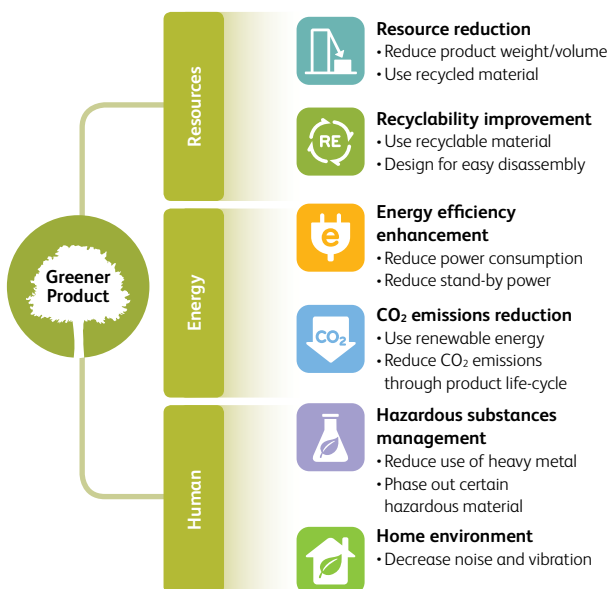 Greener
Product
Resources
Resource reduction
• Reduce product weight/volume
• Use recycled material
RE
Recyclability improvement
• Use recyclable material
• Design for easy disassembly
Energy
e
Energy efficiency
enhancement
• Reduce power consumption
• Reduce stand-by power
CO₂
CO₂ emissions reduction
• Use renewable energy
• Reduce CO₂ emissions
through product life-cycle
Human
Hazardous substances
management
• Reduce use of heavy metal
• Phase out certain
hazardous material
Home environment
• Decrease noise and vibration